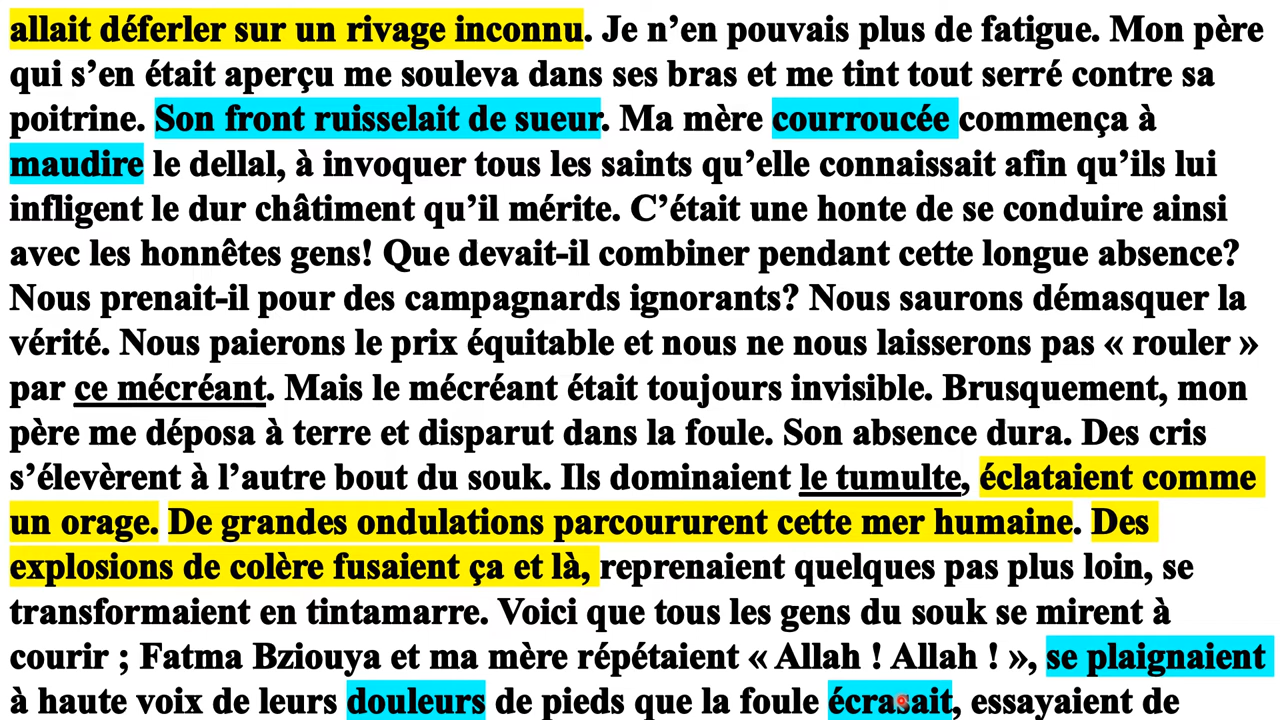 allait déferler sur un rivage inconnu. Je n’en pouvais plus de fatigue. Mon père
qui s’en était aperçu me souleva dans ses bras et me tint tout serré contre sa
poitrine. Son front ruisselait de sueur. Ma mère courroucée commença à
maudire le dellal, à invoquer tous les saints qu’elle connaissait afin qu’ils lui
infligent le dur châtiment qu’il mérite. C’était une honte de se conduire ainsi
avec les honnêtes gens! Que devait-il combiner pendant cette longue absence?
Nous prenait-il pour des campagnards ignorants? Nous saurons démasquer la
vérité. Nous paierons le prix équitable et nous ne nous laisserons pas « rouler »
par ce mécréant. Mais le mécréant était toujours invisible. Brusquement, mon
père me déposa à terre et disparut dans la foule. Son absence dura. Des cris
s’élevèrent à l’autre bout du souk. Ils dominaient le tumulte, éclataient comme
un orage. De grandes ondulations parcoururent cette mer humaine. Des
explosions de colère fusaient ça et là, reprenaient quelques pas plus loin, se
transformaient en tintamarre. Voici que tous les gens du souk se mirent à
courir ; Fatma Bziouya et ma mère répétaient « Allah ! Allah ! », se plaignaient
à haute voix de leurs douleurs de pieds que la foule écrasait, essayaient de